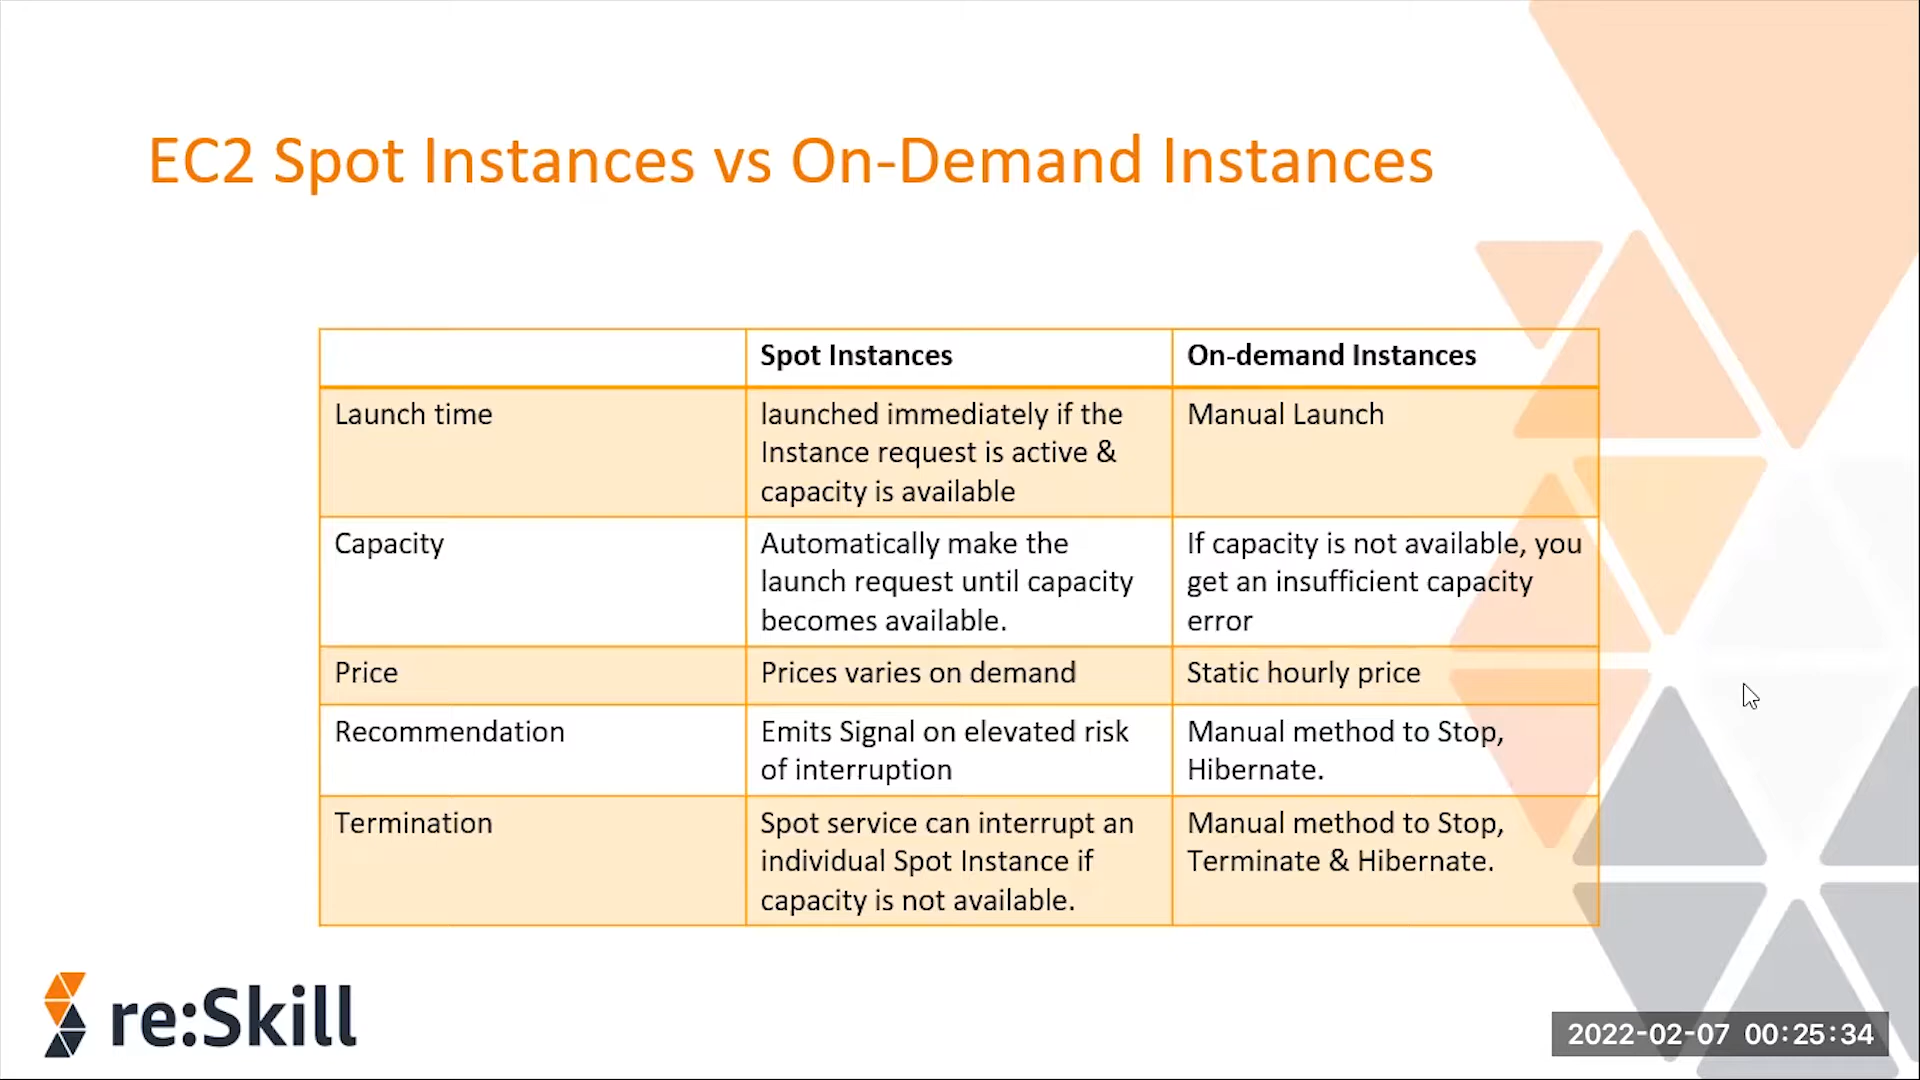 EC2 Spot Instances vs On-Demand Instances
Spot Instances
On-demand Instances
Launch time
launched immediately if the
Instance request is active &
capacity is available
Manual Launch
Capacity
Automatically make the
launch request until capacity
becomes available.
If capacity is not available, you
get an insufficient capacity
error
Price
Prices varies on demand
Static hourly price
Recommendation
Emits Signal on elevated risk
of interruption
Manual method to Stop,
Hibernate.
Termination
Spot service can interrupt an
individual Spot Instance if
capacity is not available.
Manual method to Stop,
Terminate & Hibernate.
re:Skill
2022-02-07 00:25:34